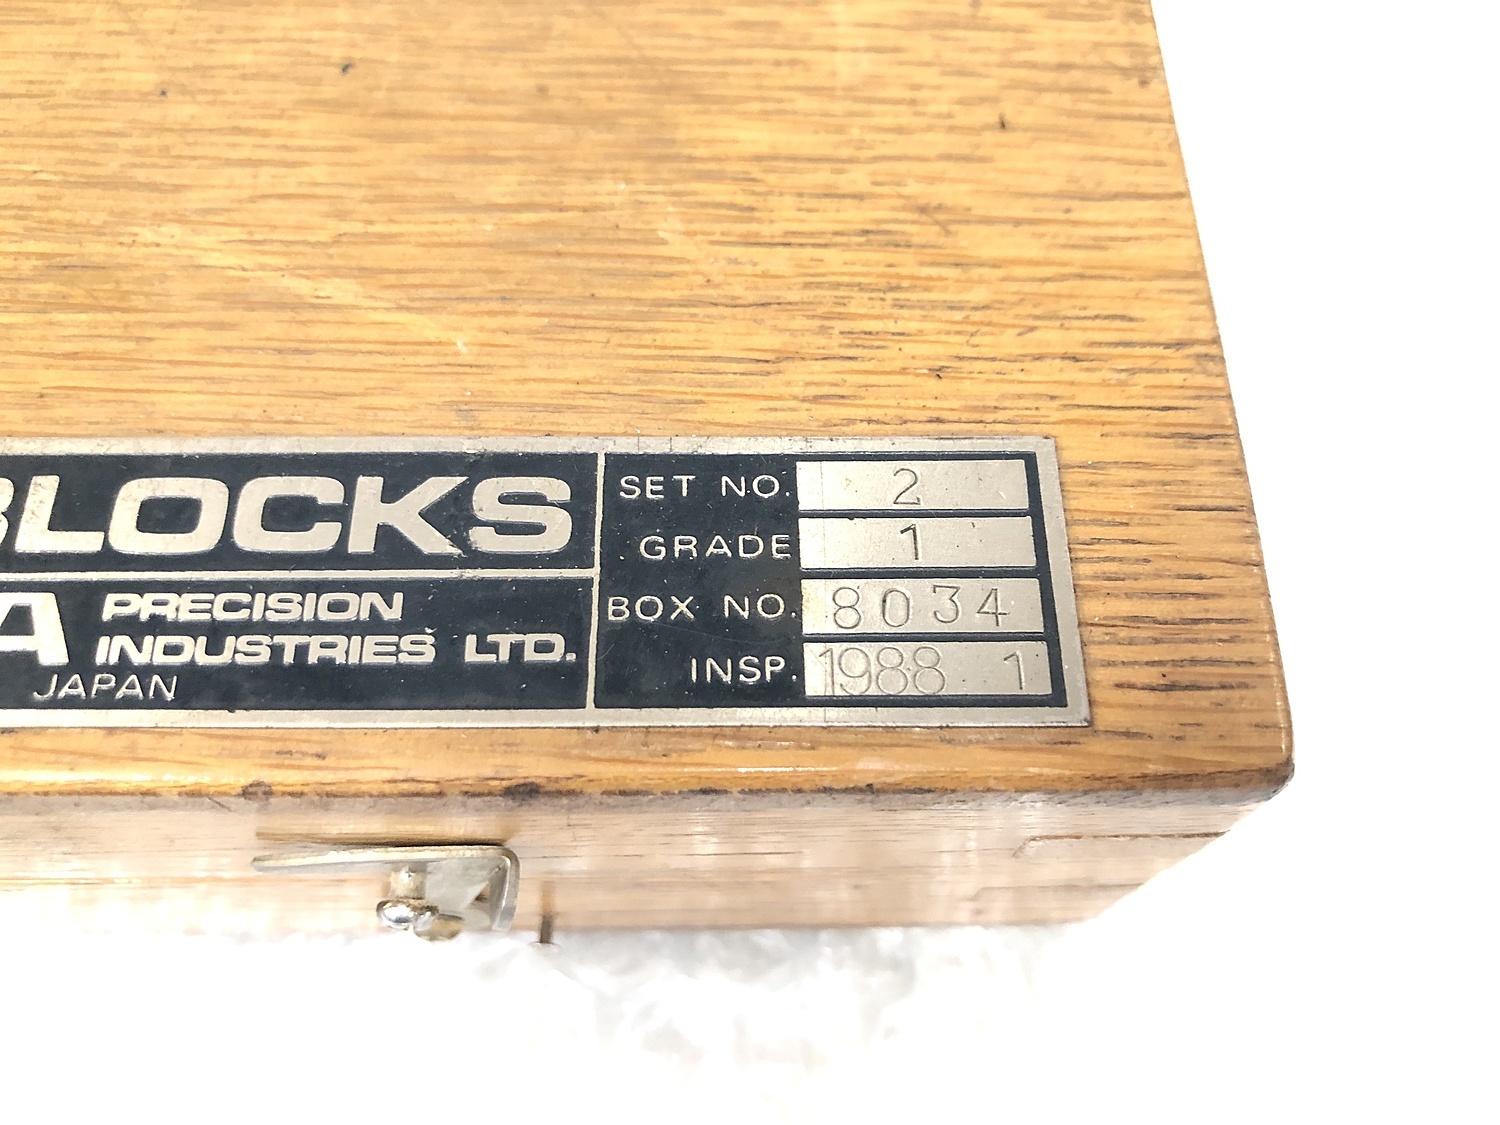 BLOCKS
A PRECISION
INDUSTRIES LTD.
JAPAN
SET NO. 2
GRADE 1
BOX NO. 8034
INSP. 1988 1